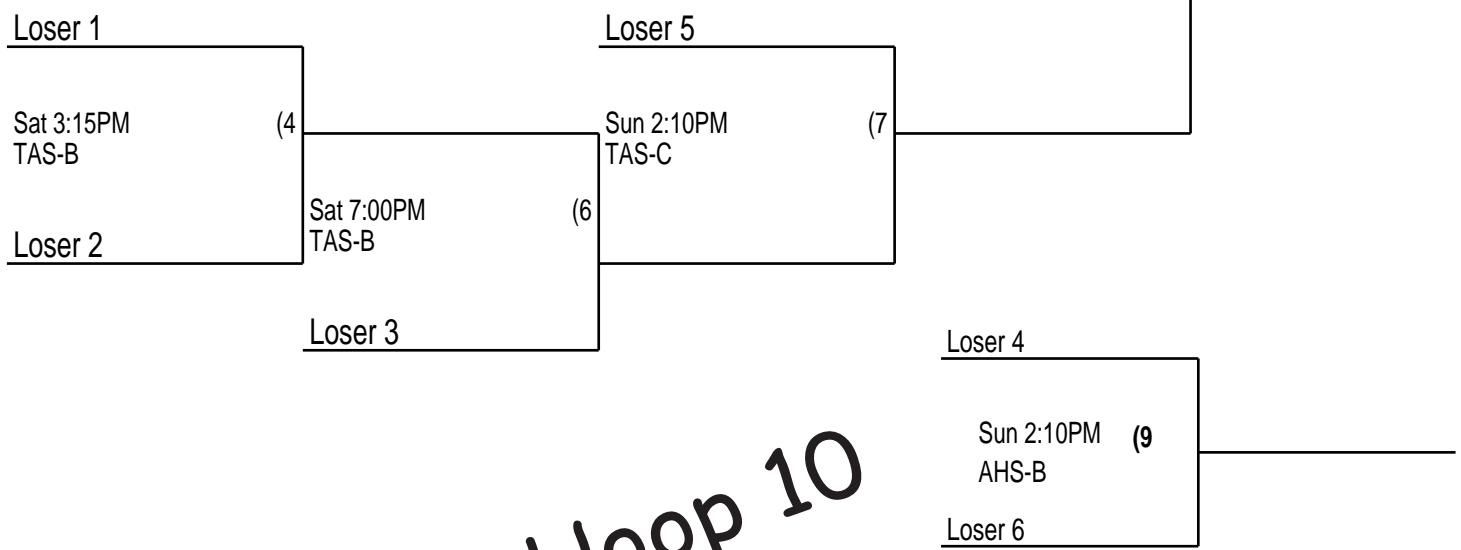 Loser 1
Loser 5
Sat 3:15PM (4
TAS-B
Sun 2:10PM (7
TAS-C
Sat 7:00PM (6
TAS-B
Loser 2
Loser 3
Loser 4
Sun 2:10PM (9
AHS-B
Loser 6
10